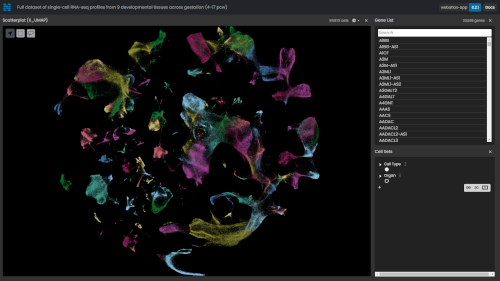 Full dataset of single-cell RNA-seq profiles from 9 developmental tissues across gestation (4-17 pcw)
Scatterplot (X_UMAP)
Gene List
Search
A1BG
A1BG-AS1
A1CF
A2M
A2M-AS1
A2ML1
A2ML1-AS1
A2ML1-AS2
A3GALT2
A4GALT
A4GNT
AAAS
AACS
AADAC
AADACL2
AADACL2-AS1
AADACL3
Cell Sets
Cell Type
Organ